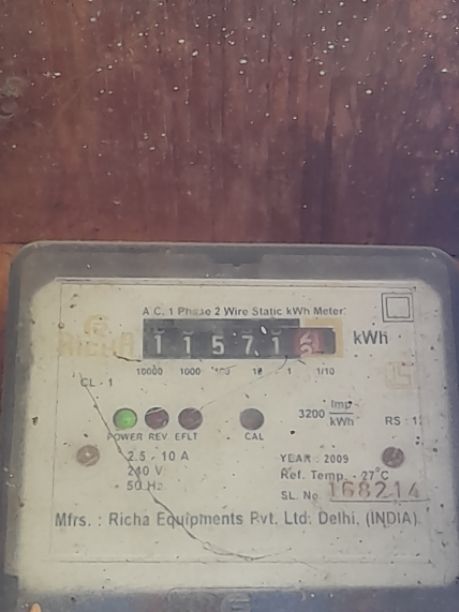 A.C. 1 Phase 2 Wire Static kWh Meter
RICHA
1 1 5 7 1
kWh
10000 1000 100 10 1 1/10
CL - 1
POWER REV EFLT CAL
3200 Imp/kWh
2.5 - 10 A
240 V
50 Hz
YEAR : 2009
Ref. Temp. 27°C
SL. No. 168214
Mfrs. : Richa Equipments Pvt. Ltd. Delhi. (INDIA)